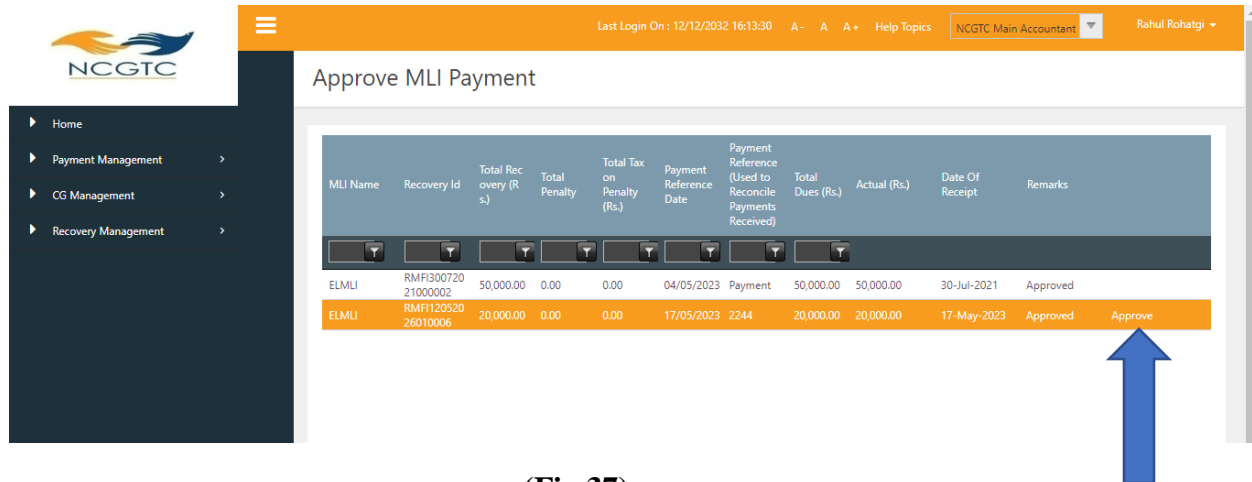 Last Login On : 12/12/2032 16:13:30 A - A A + Help Topics NCGTC Main Accountant Rahul Rohatgi
NCGTC
Approve MLI Payment
Home
Payment Management
CG Management
Recovery Management
MLI Name
Recovery Id
Total Rec
overy (R
s.)
Total
Penalty
Total Tax
on
Penalty
(Rs.)
Payment
Reference
Date
Payment
Reference
(Used to
Reconcile
Payments
Received)
Total
Dues (Rs.)
Actual (Rs.)
Date Of
Receipt
Remarks
ELMLI RMFI300720
21000002 50,000.00 0.00 0.00 04/05/2023 Payment 50,000.00 50,000.00 30-Jul-2021 Approved
ELMLI RMFI120520
26010006 20,000.00 0.00 0.00 17/05/2023 2244 20,000.00 20,000.00 17-May-2023 Approved Approve